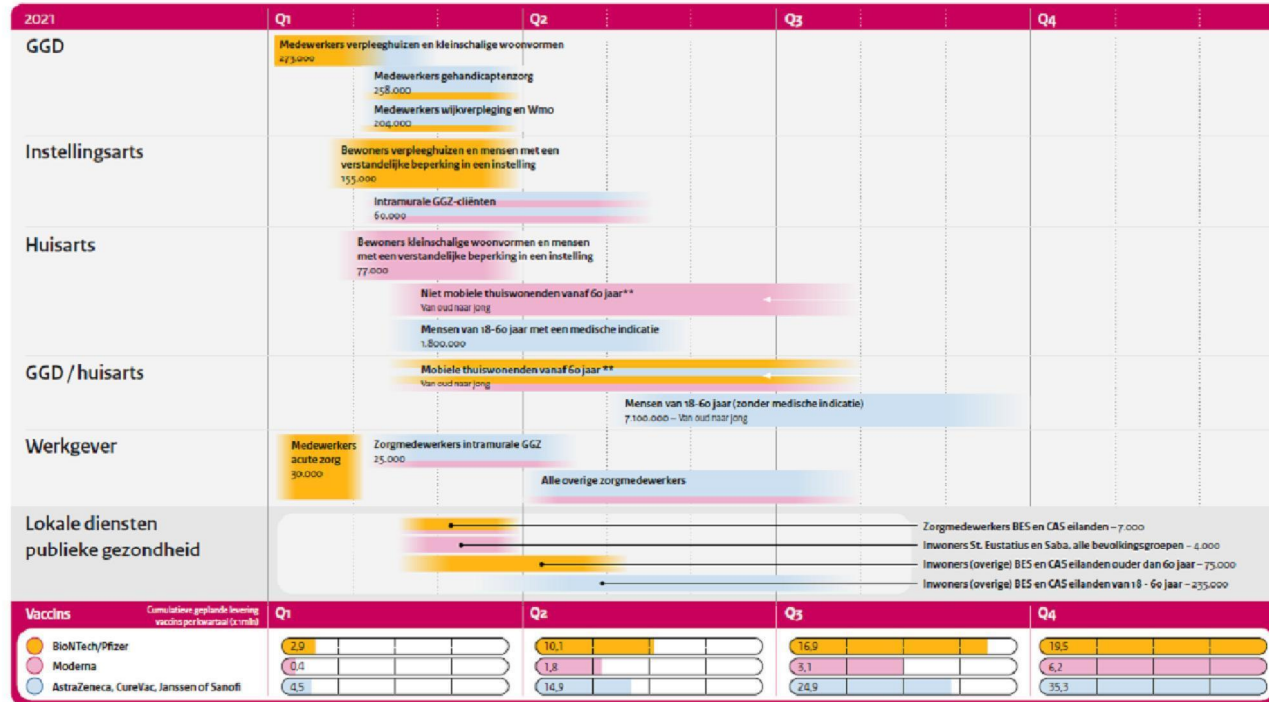 2021 Q1 Q2 Q3 Q4
GGD
Medewerkers verpleeghuizen en kleinschalige woonvormen
273.000
Medewerkers gehandicaptenzorg
258.000
Medewerkers wijkverpleging en Wmo
204.000
Instellingsarts
Bewoners verpleeghuizen en mensen met een
verstandelijke beperking in een instelling
155.000
Intramurale GGZ-cliënten
60.000
Huisarts
Bewoners kleinschalige woonvormen en mensen
met een verstandelijke beperking in een instelling
77.000
Niet mobiele thuiswonenden vanaf 60 jaar**
Van oud naar jong
Mensen van 18-60 jaar met een medische indicatie
1.800.000
GGD / huisarts
Mobiele thuiswonenden vanaf 60 jaar **
Van oud naar jong
Mensen van 18-60 jaar (zonder medische indicatie)
7.100.000 – Van oud naar jong
Werkgever
Medewerkers
acute zorg
30.000
Zorgmedewerkers intramurale GGZ
25.000
Alle overige zorgmedewerkers
Lokale diensten
publieke gezondheid
Zorgmedewerkers BES en CAS eilanden – 7.000
Inwoners St. Eustatius en Saba, alle bevolkingsgroepen – 4.000
Inwoners (overige) BES en CAS eilanden ouder dan 60 jaar – 75.000
Inwoners (overige) BES en CAS eilanden van 18 - 60 jaar – 235.000
Vaccins
Cumulatieve geplande levering
vaccins per kwartaal (x 1 mln)
Q1 Q2 Q3 Q4
BioNTech/Pfizer 2,9 10,1 16,9 19,5
Moderna 0,4 1,8 3,1 6,2
AstraZeneca, CureVac, Janssen of Sanofi 4,5 14,9 24,9 35,3